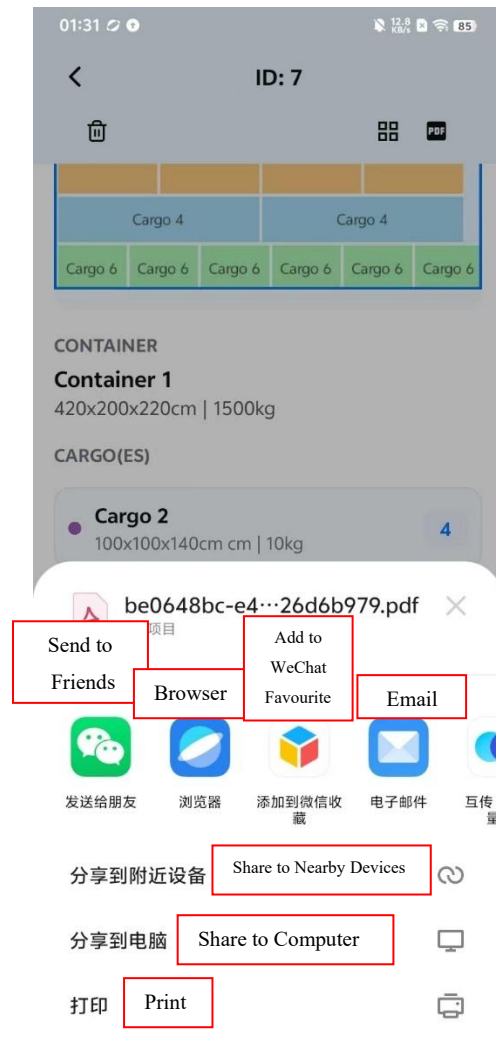 01:31
12.8 KB/s
85
ID: 7
PDF
Cargo 4 Cargo 4
Cargo 6 Cargo 6 Cargo 6 Cargo 6 Cargo 6 Cargo 6
CONTAINER
Container 1
420x200x220cm | 1500kg
CARGO(ES)
Cargo 2
100x100x140cm cm | 10kg
4
be0648bc-e4···26d6b979.pdf
项目
Send to
Friends
Browser
Add to
WeChat
Favourite
Email
发送给朋友
浏览器
添加到微信收
藏
电子邮件
互传
量
分享到附近设备
Share to Nearby Devices
分享到电脑
Share to Computer
打印
Print